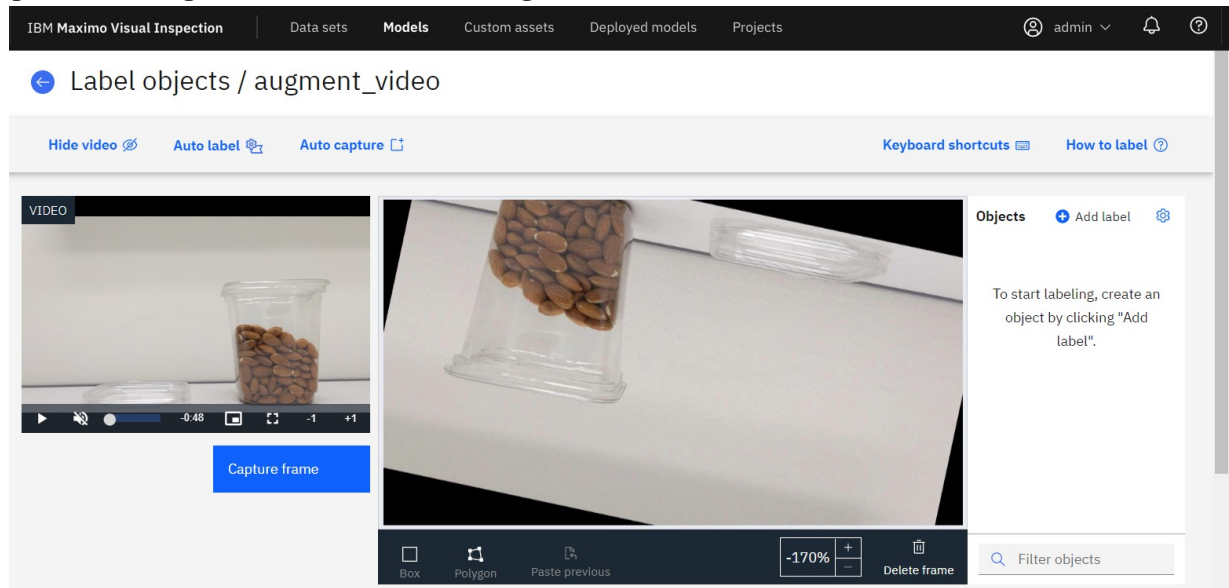 IBM Maximo Visual Inspection Data sets Models Custom assets Deployed models Projects admin
Label objects / augment_video
Hide video Auto label Auto capture Keyboard shortcuts How to label
VIDEO
Objects Add label
To start labeling, create an
object by clicking "Add
label".
-0:48 -1 +1
Capture frame
Box Polygon Paste previous -170% + - Delete frame
Filter objects